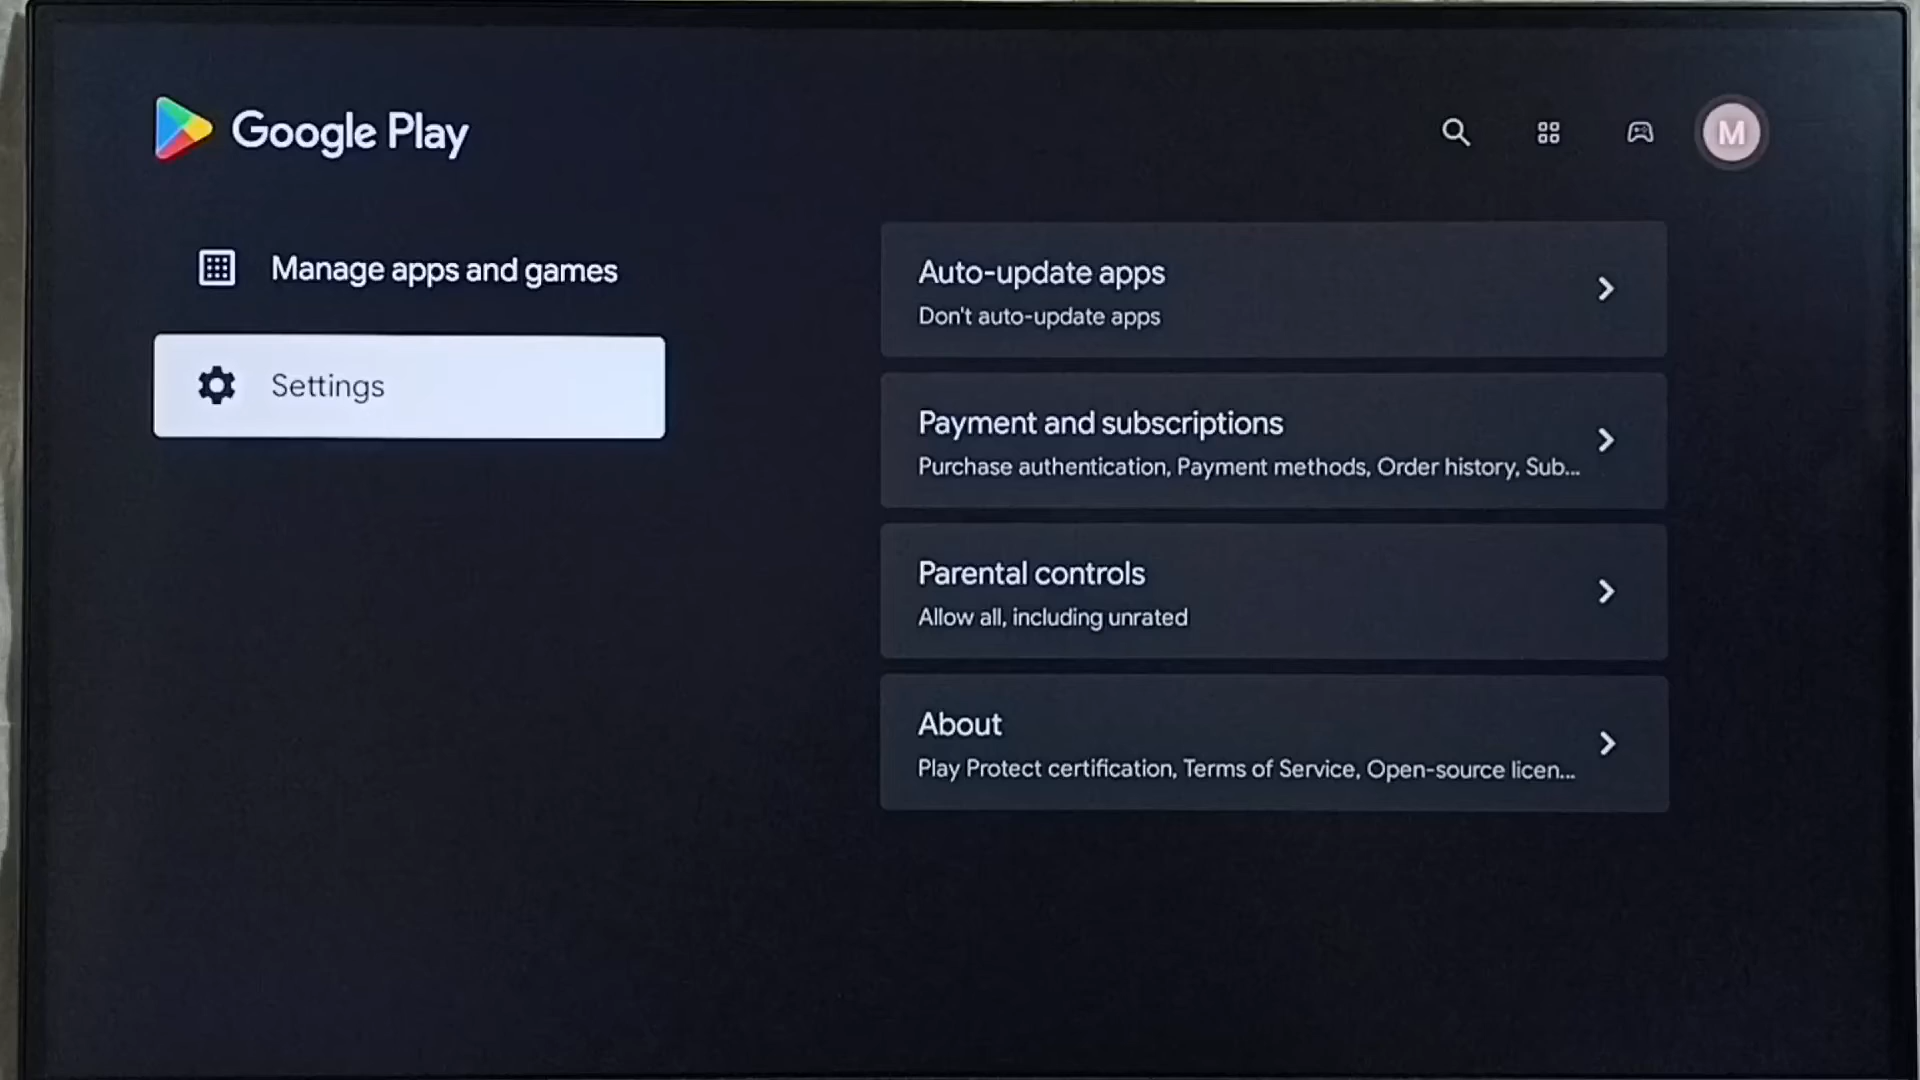 Google Play
M
Manage apps and games
Settings
Auto-update apps
Don't auto-update apps
Payment and subscriptions
Purchase authentication, Payment methods, Order history, Sub...
Parental controls
Allow all, including unrated
About
Play Protect certification, Terms of Service, Open-source licen...